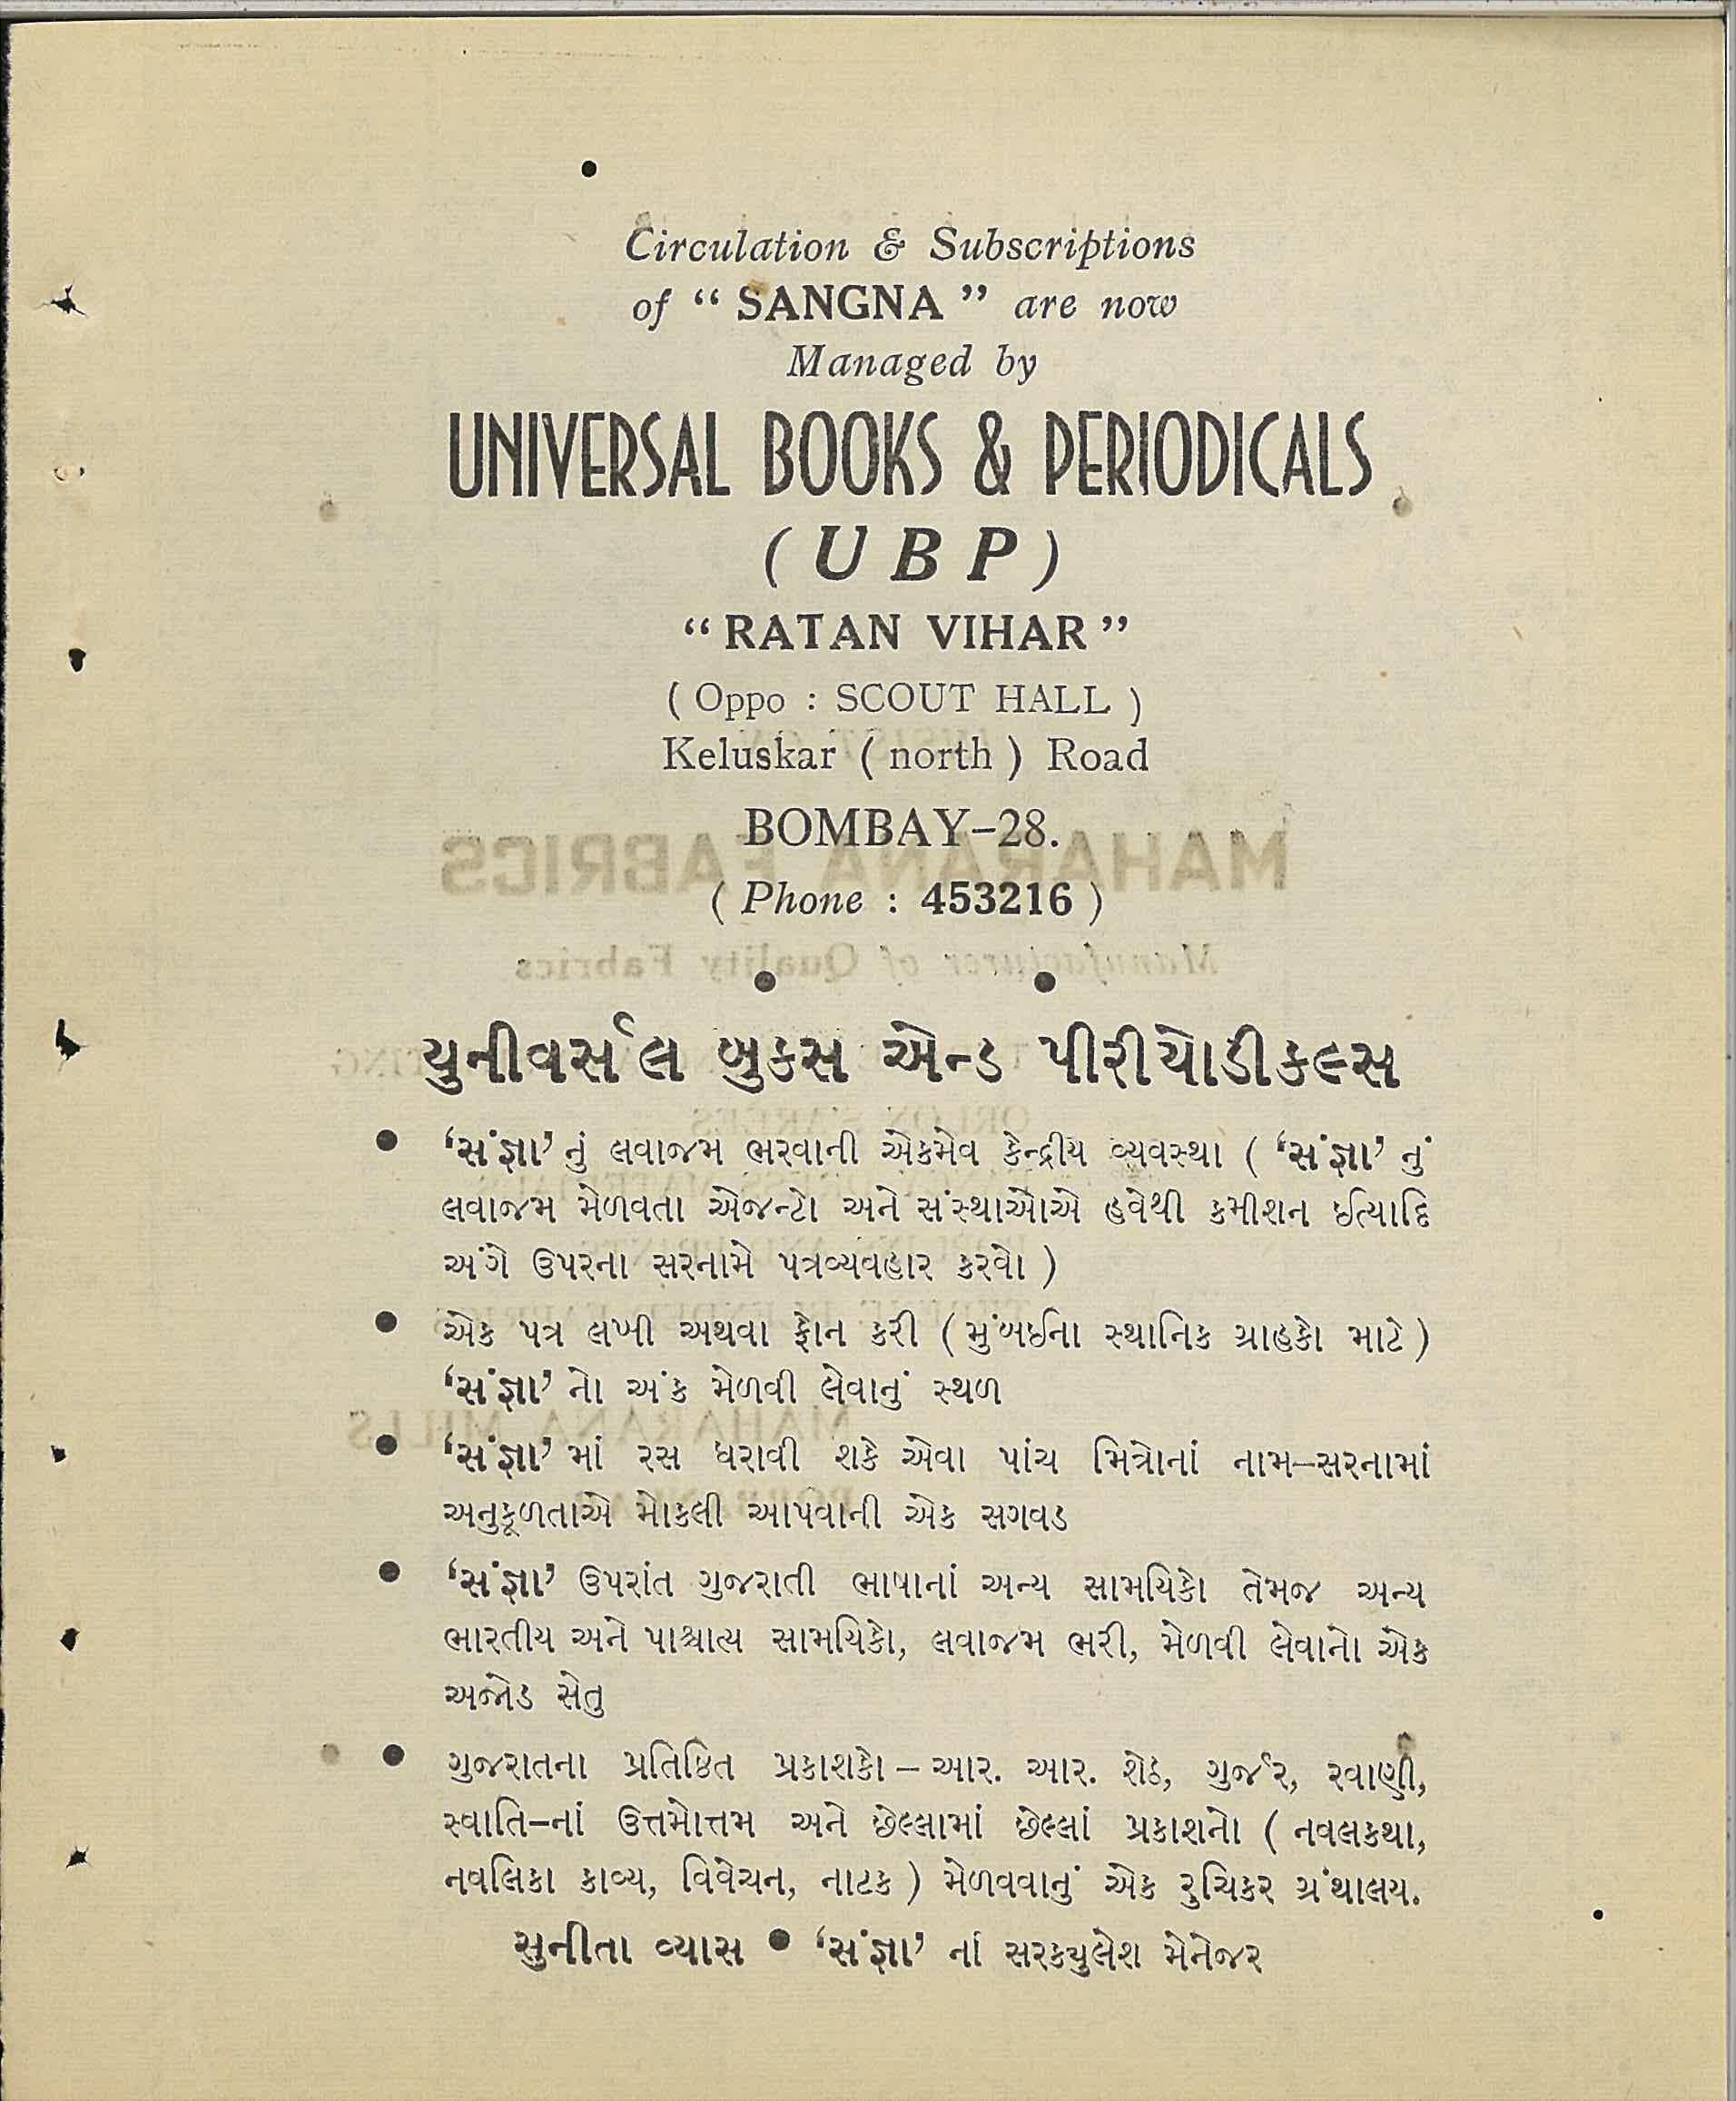 Circulation & Subscriptions
of “ SANGNA ” are now
Managed by
UNIVERSAL BOOKS & PERIODICALS
( U B P )
“ RATAN VIHAR ”
( Oppo : SCOUT HALL )
Keluskar ( north ) Road
BOMBAY-28.
( Phone : 453216 )
યુનીવર્સલ બુકસ એન્ડ પીરીયોડીકલ્સ
● ‘સંજ્ઞા’ નું લવાજમ ભરવાની એકમેવ કેન્દ્રીય વ્યવસ્થા ( ‘સંજ્ઞા’ નું
લવાજમ મેળવતા એજન્ટો અને સંસ્થાઓએ હવેથી કમીશન ઈત્યાદિ
અંગે ઉપરના સરનામે પત્રવ્યવહાર કરવો )
● એક પત્ર લખી અથવા ફોન કરી ( મુંબઈના સ્થાનિક ગ્રાહકો માટે )
‘સંજ્ઞા’ નો અંક મેળવી લેવાનું સ્થળ
● ‘સંજ્ઞા’ માં રસ ધરાવી શકે એવા પાંચ મિત્રોનાં નામ–સરનામાં
અનુકૂળતાએ મોકલી આપવાની એક સગવડ
● ‘સંજ્ઞા’ ઉપરાંત ગુજરાતી ભાષાનાં અન્ય સામયિકો તેમજ અન્ય
ભારતીય અને પાશ્ચાત્ય સામયિકો, લવાજમ ભરી, મેળવી લેવાનો એક
અજોડ સેતુ
● ગુજરાતના પ્રતિષ્ઠિત પ્રકાશકો – આર. આર. શેઠ, ગુર્જર, રવાણી,
સ્વાતિ–નાં ઉત્તમોત્તમ અને છેલ્લામાં છેલ્લાં પ્રકાશનો ( નવલકથા,
નવલિકા કાવ્ય, વિવેચન, નાટક ) મેળવવાનું એક રુચિકર ગ્રંથાલય.
સુનીતા વ્યાસ ● ‘સંજ્ઞા’ નાં સરક્યુલેશ મેનેજર